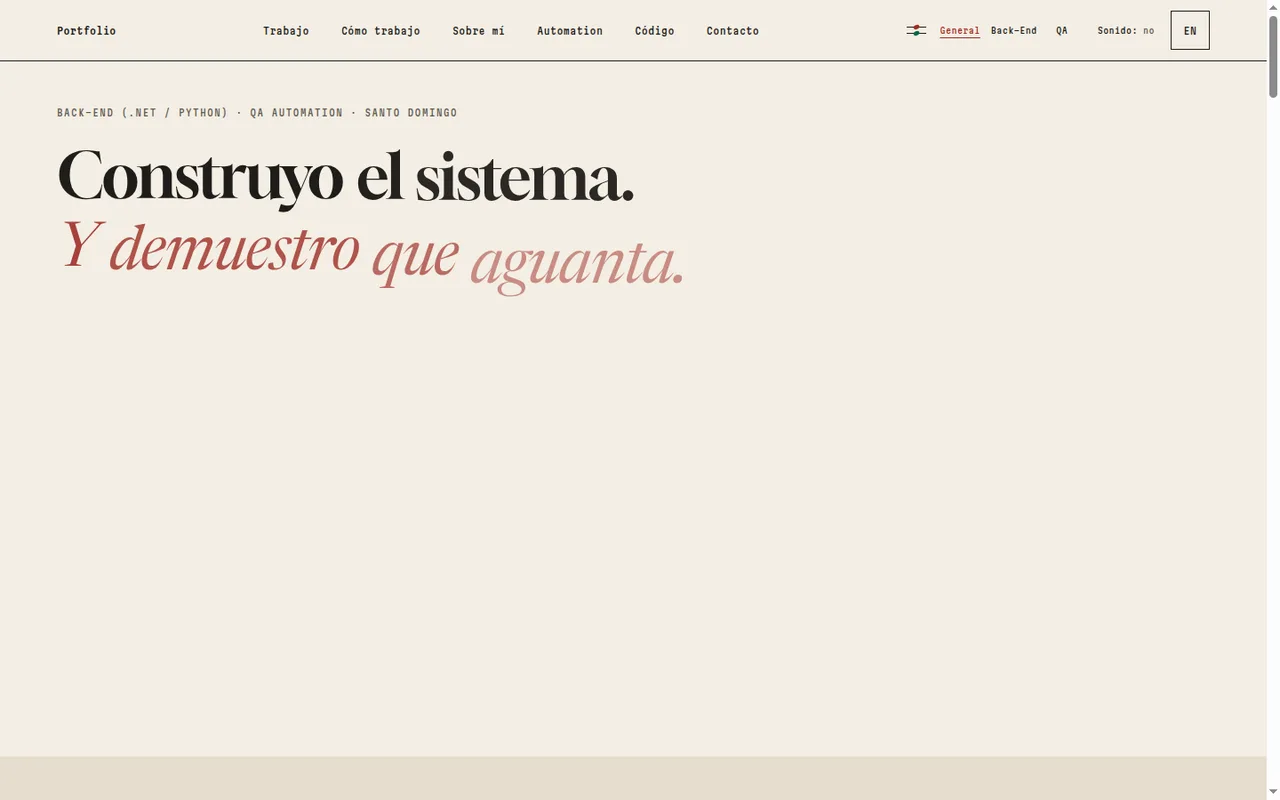 Portfolio Trabajo Cómo trabajo Sobre mí Automation Código Contacto General Back-End QA Sonido: no EN
BACK-END (.NET / PYTHON) · QA AUTOMATION · SANTO DOMINGO
Construyo el sistema.
Y demuestro que aguanta.